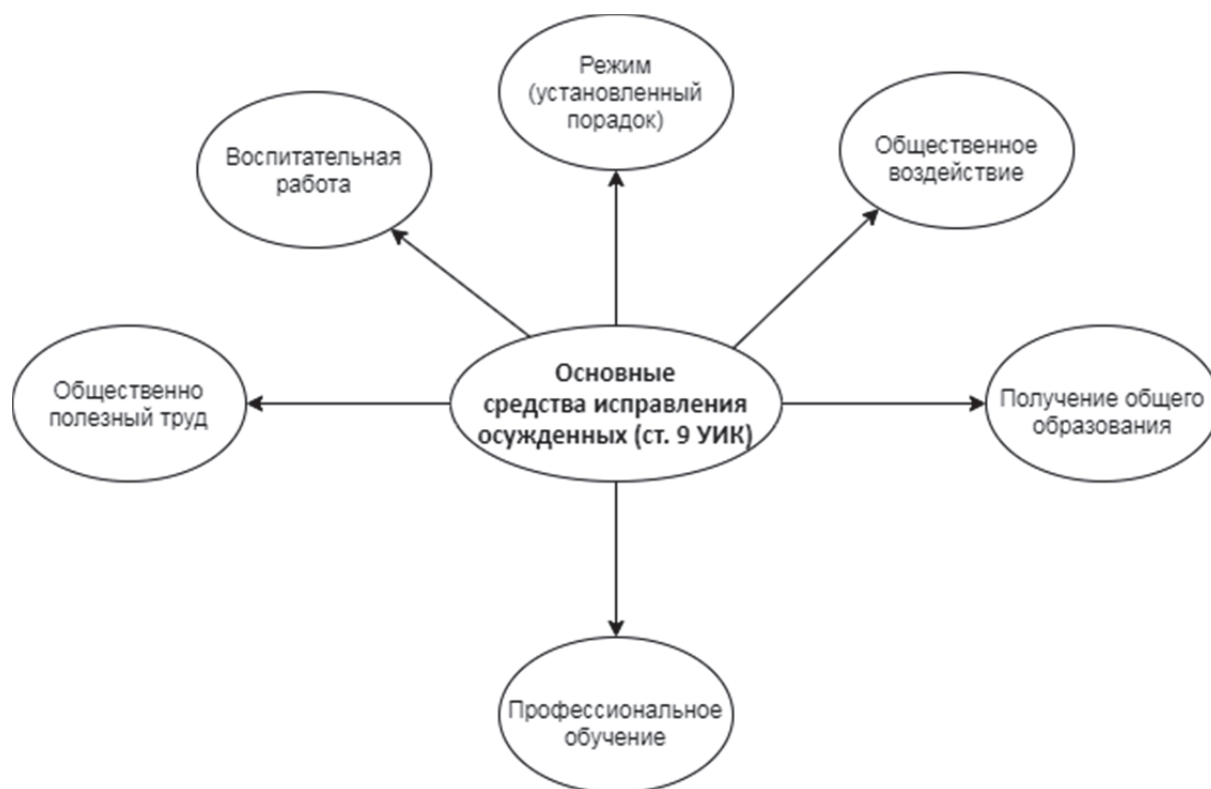 Режим
(установленный
порадок)
Воспитательная
работа
Общественное
воздействие
Общественно
полезный труд
Основные
средства исправления
осужденных (ст. 9 УИК)
Получение общего
образования
Профессиональное
обучение